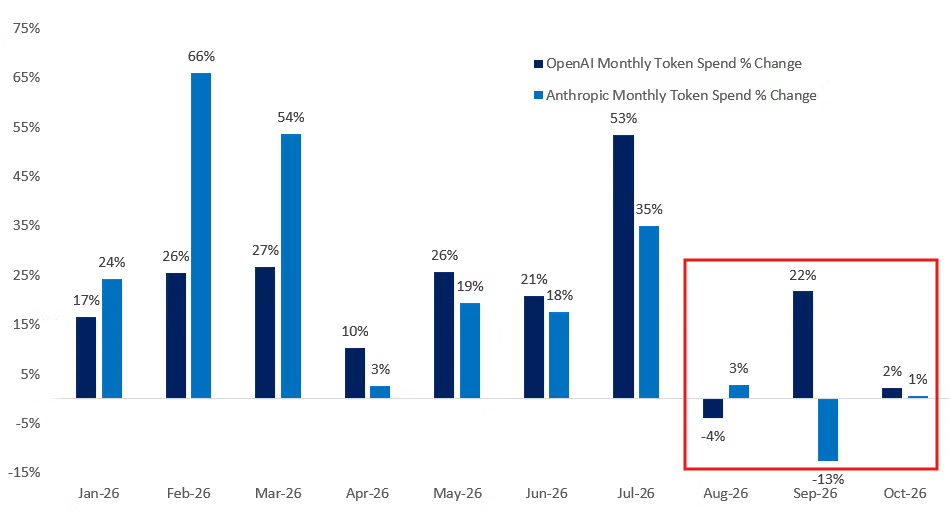 75%
65%
55%
45%
35%
25%
15%
5%
-5%
-15%
OpenAI Monthly Token Spend % Change
Anthropic Monthly Token Spend % Change
17%
24%
26%
66%
27%
54%
10%
3%
26%
19%
21%
18%
53%
35%
-4%
3%
22%
-13%
2%
1%
Jan-26
Feb-26
Mar-26
Apr-26
May-26
Jun-26
Jul-26
Aug-26
Sep-26
Oct-26